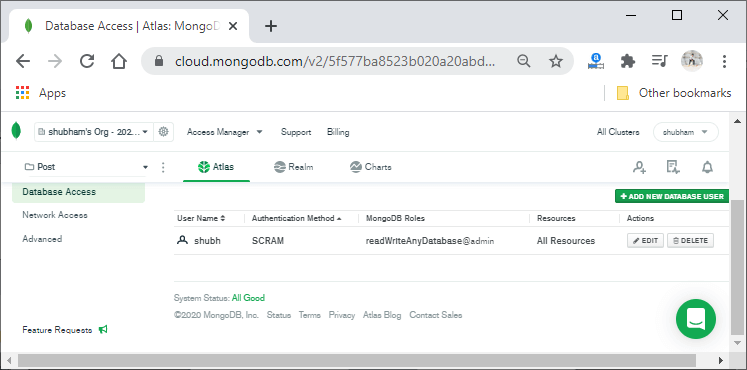 Database Access | Atlas: MongoDB
cloud.mongodb.com/v2/5f577ba8523b020a20abd...
Apps
Other bookmarks
shubham's Org - 202...
Access Manager
Support
Billing
All Clusters
shubham
Post
Atlas
Realm
Charts
Database Access
Network Access
Advanced
Feature Requests
+ ADD NEW DATABASE USER
User Name Authentication Method MongoDB Roles Resources Actions
shubh SCRAM readWriteAnyDatabase@admin All Resources EDIT DELETE
System Status: All Good
©2020 MongoDB, Inc. Status Terms Privacy Atlas Blog Contact Sales